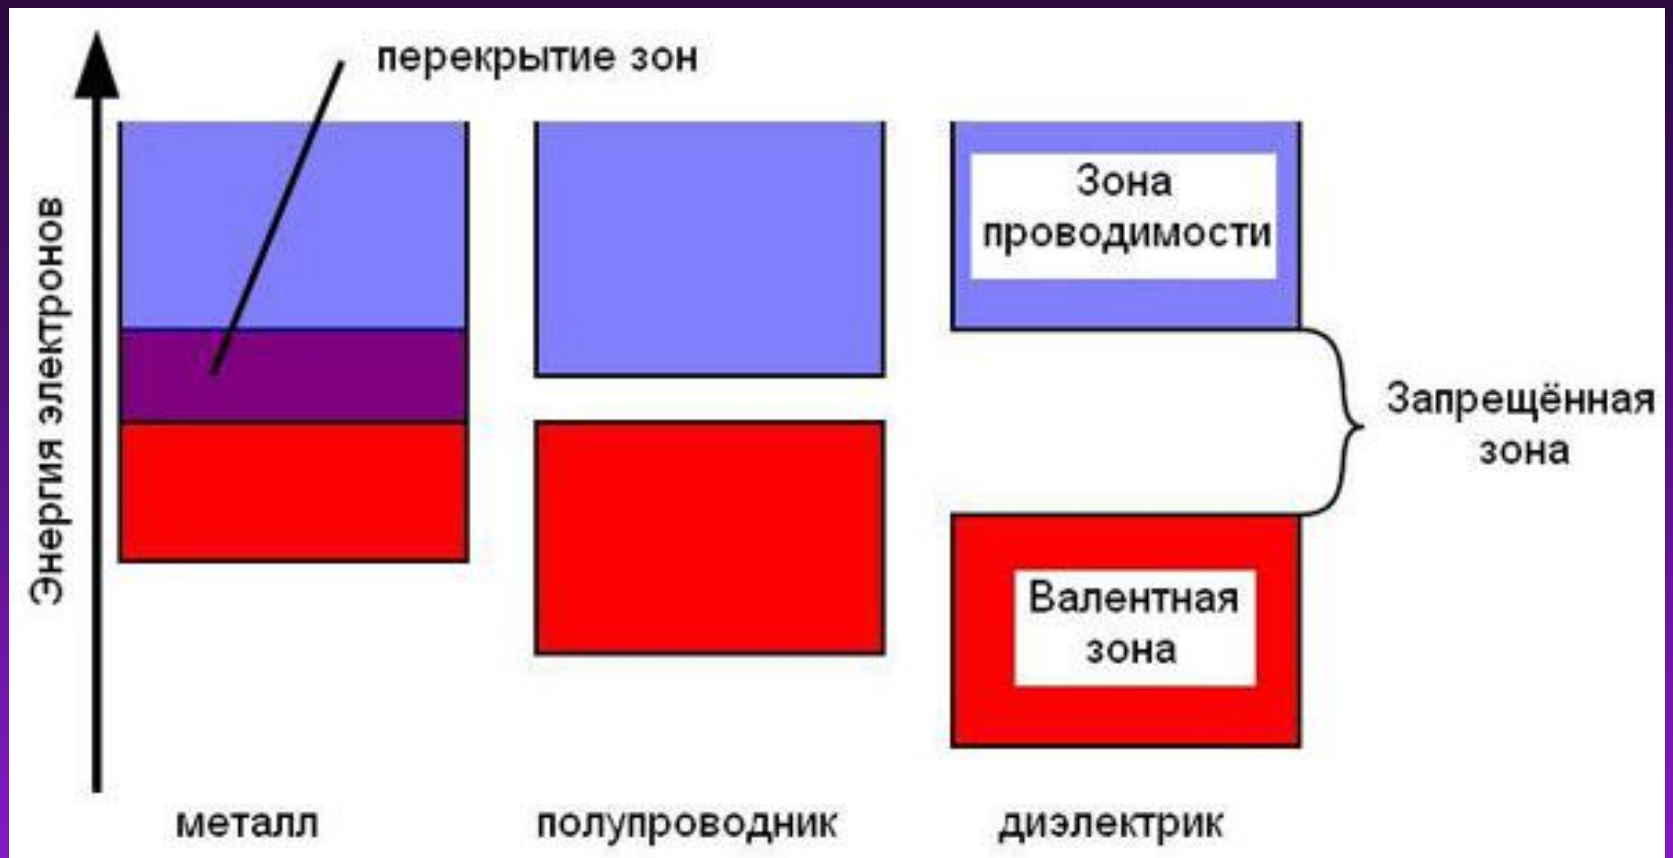 перекрытие зон
Энергия электронов
Зона
проводимости
Запрещённая
зона
Валентная
зона
металл
полупроводник
диэлектрик